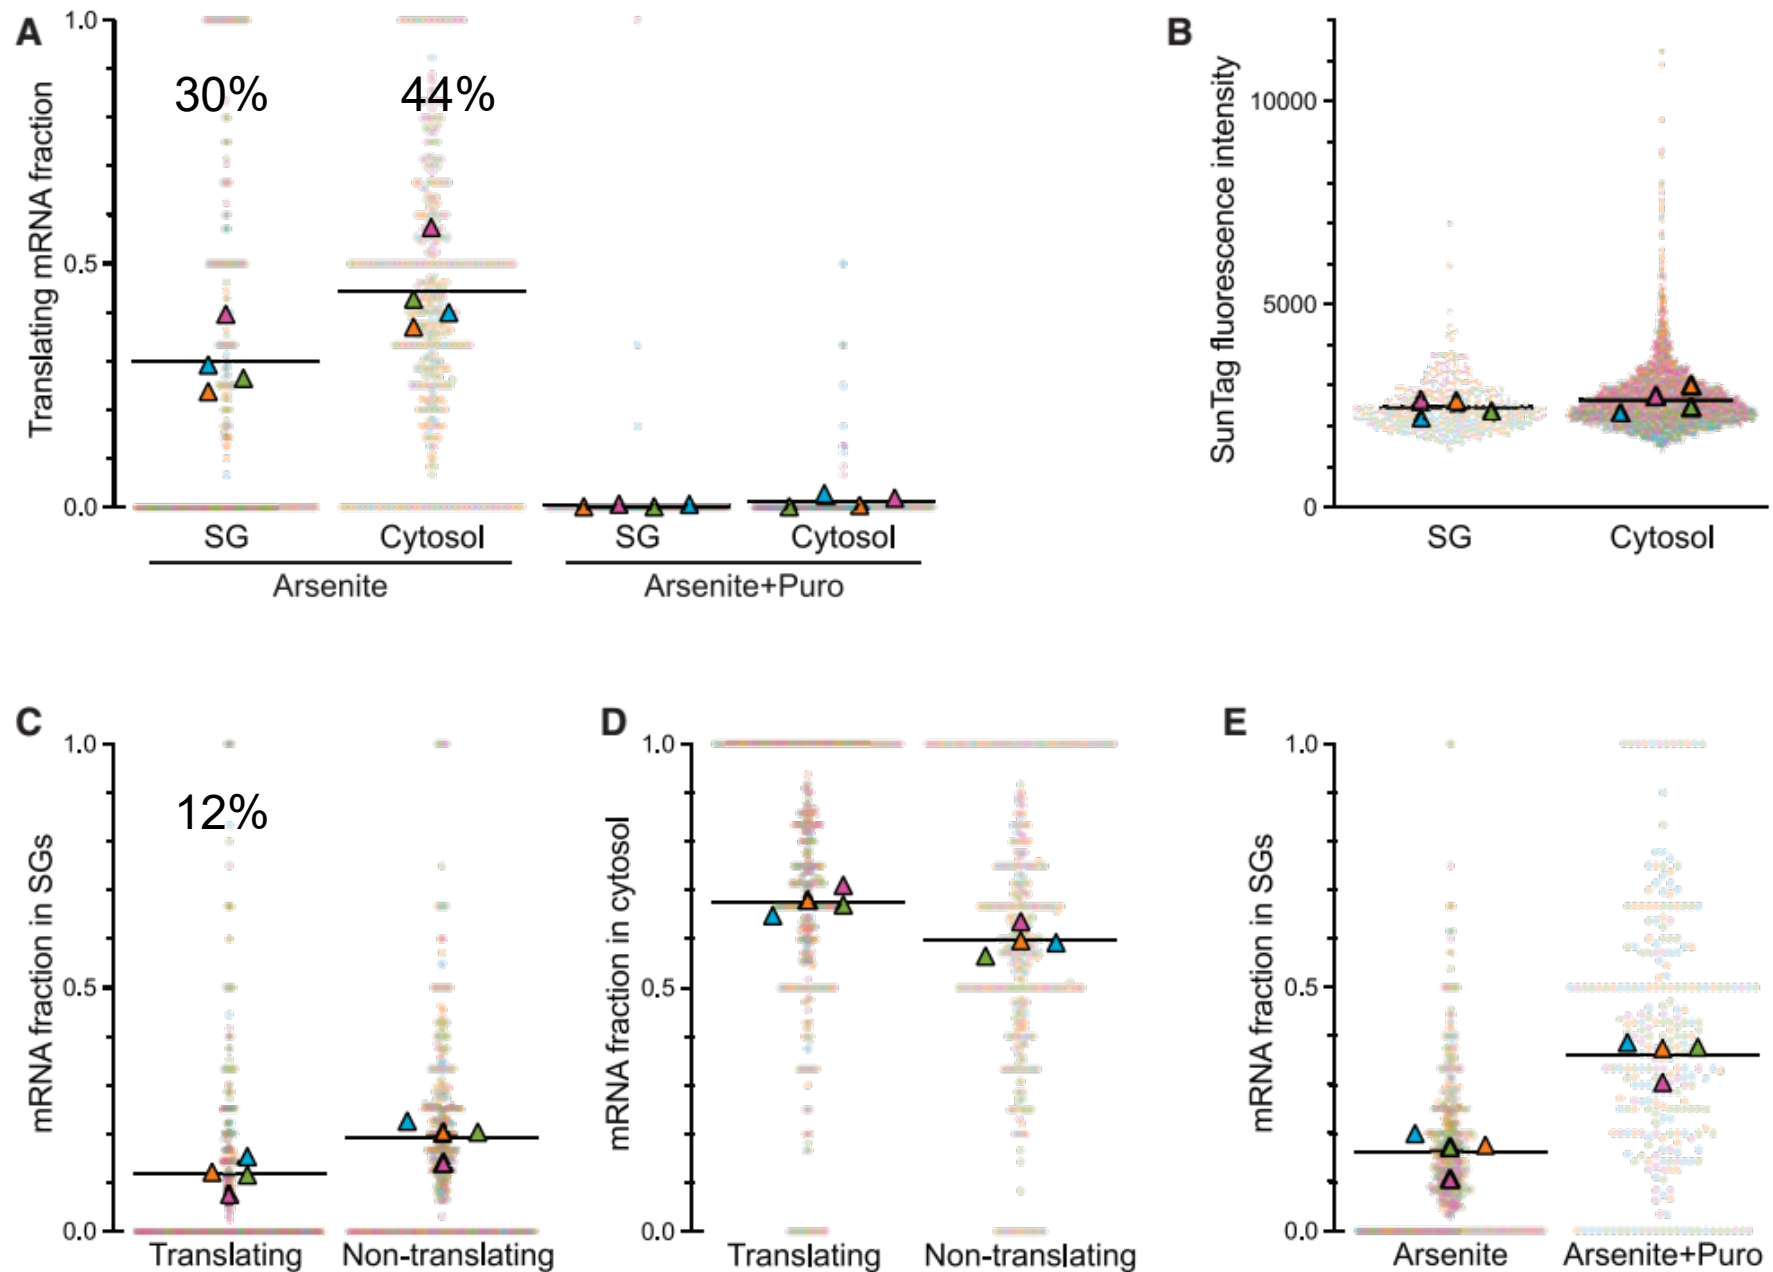 A
Translating mRNA fraction
1.0
0.5
0.0
30%
44%
SG
Cytosol
SG
Cytosol
Arsenite
Arsenite+Puro
B
SunTag fluorescence intensity
10000
5000
0
SG
Cytosol
C
mRNA fraction in SGs
1.0
0.5
0.0
12%
Translating
Non-translating
D
mRNA fraction in cytosol
1.0
0.5
0.0
Translating
Non-translating
E
mRNA fraction in SGs
1.0
0.5
0.0
Arsenite
Arsenite+Puro